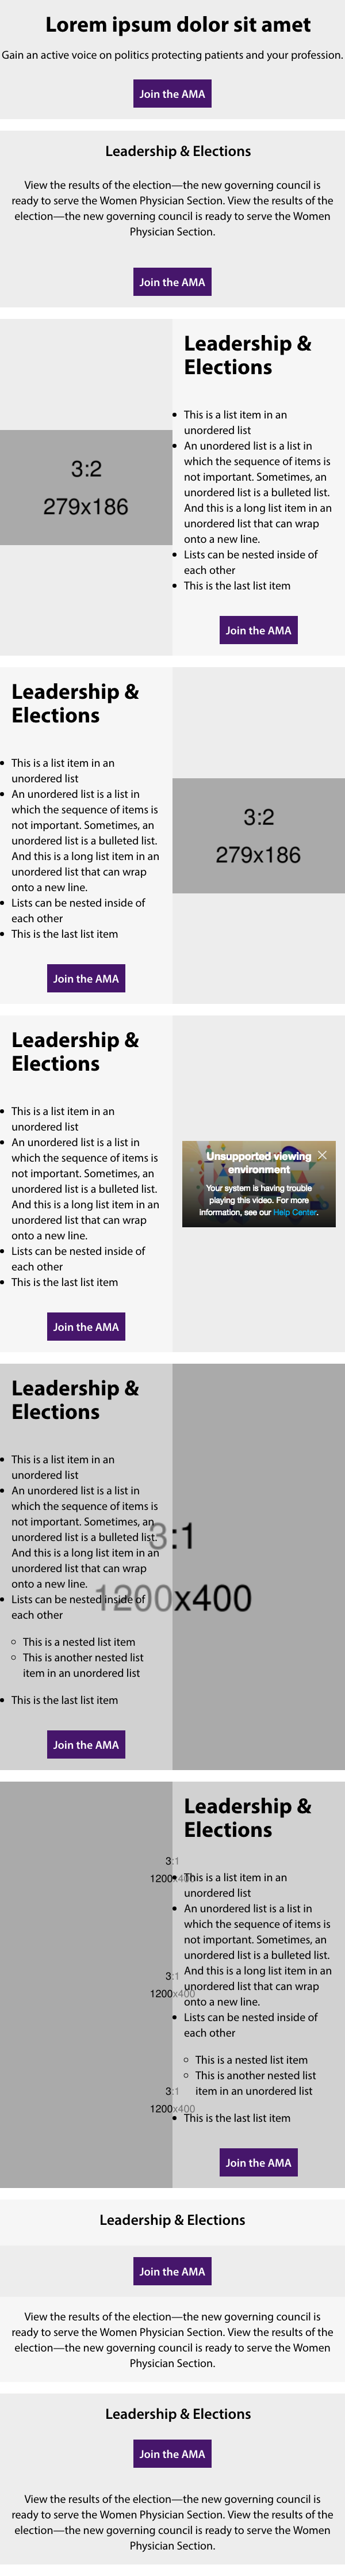 Lorem ipsum dolor sit amet
Gain an active voice on politics protecting patients and your profession.
Join the AMA
Leadership & Elections
View the results of the election—the new governing council is
ready to serve the Women Physician Section. View the results of the
election—the new governing council is ready to serve the Women
Physician Section.
Join the AMA
3:2
279x186
Leadership &
Elections
This is a list item in an
unordered list
An unordered list is a list in
which the sequence of items is
not important. Sometimes, an
unordered list is a bulleted list.
And this is a long list item in an
unordered list that can wrap
onto a new line.
Lists can be nested inside of
each other
This is the last list item
Join the AMA
Leadership &
Elections
This is a list item in an
unordered list
An unordered list is a list in
which the sequence of items is
not important. Sometimes, an
unordered list is a bulleted list.
And this is a long list item in an
unordered list that can wrap
onto a new line.
Lists can be nested inside of
each other
This is the last list item
Join the AMA
3:2
279x186
Leadership &
Elections
This is a list item in an
unordered list
An unordered list is a list in
which the sequence of items is
not important. Sometimes, an
unordered list is a bulleted list.
And this is a long list item in an
unordered list that can wrap
onto a new line.
Lists can be nested inside of
each other
This is the last list item
Join the AMA
Unsupported viewing
environment
Your system is having trouble
playing this video. For more
information, see our Help Center.
Leadership &
Elections
This is a list item in an
unordered list
An unordered list is a list in
which the sequence of items is
not important. Sometimes, an
unordered list is a bulleted list.
And this is a long list item in an
unordered list that can wrap
onto a new line.
Lists can be nested inside of
each other
This is a nested list item
This is another nested list
item in an unordered list
This is the last list item
Join the AMA
3:1
1200x400
3:1
1200x400
3:1
1200x400
3:1
1200x400
Leadership &
Elections
This is a list item in an
unordered list
An unordered list is a list in
which the sequence of items is
not important. Sometimes, an
unordered list is a bulleted list.
And this is a long list item in an
unordered list that can wrap
onto a new line.
Lists can be nested inside of
each other
This is a nested list item
This is another nested list
item in an unordered list
This is the last list item
Join the AMA
Leadership & Elections
Join the AMA
View the results of the election—the new governing council is
ready to serve the Women Physician Section. View the results of the
election—the new governing council is ready to serve the Women
Physician Section.
Leadership & Elections
Join the AMA
View the results of the election—the new governing council is
ready to serve the Women Physician Section. View the results of the
election—the new governing council is ready to serve the Women
Physician Section.